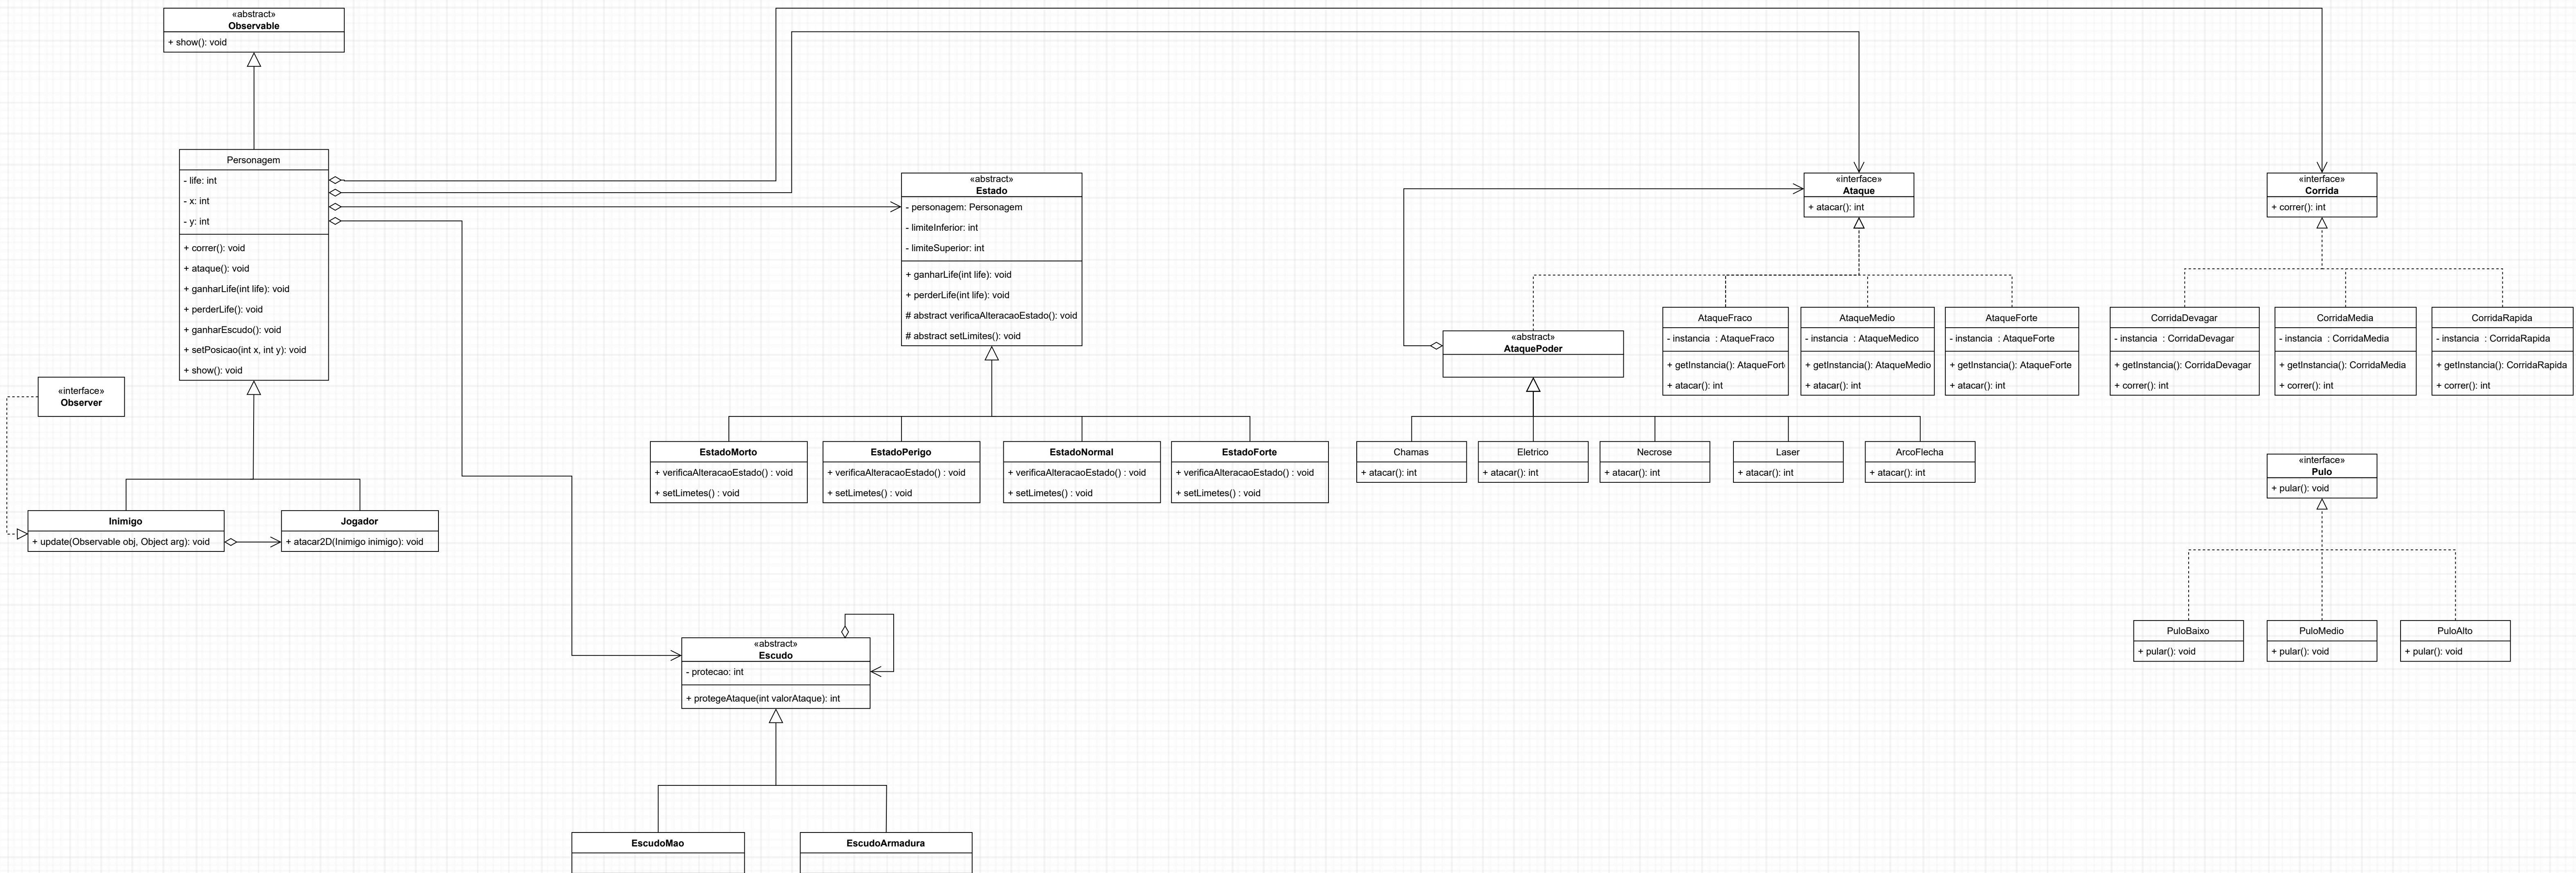 «abstract»
Observable
+ show(): void
Personagem
- life: int
- x: int
- y: int
+ correr(): void
+ ataque(): void
+ ganharLife(int life): void
+ perderLife(): void
+ ganharEscudo(): void
+ setPosicao(int x, int y): void
+ show(): void
«interface»
Observer
Inimigo
+ update(Observable obj, Object arg): void
Jogador
+ atacar2D(Inimigo inimigo): void
«abstract»
Estado
- personagem: Personagem
- limiteInferior: int
- limiteSuperior: int
+ ganharLife(int life): void
+ perderLife(int life): void
# abstract verificaAlteracaoEstado(): void
# abstract setLimites(): void
EstadoMorto
+ verificaAlteracaoEstado() : void
+ setLimetes() : void
EstadoPerigo
+ verificaAlteracaoEstado() : void
+ setLimetes() : void
EstadoNormal
+ verificaAlteracaoEstado() : void
+ setLimetes() : void
EstadoForte
+ verificaAlteracaoEstado() : void
+ setLimetes() : void
«abstract»
Escudo
- protecao: int
+ protegeAtaque(int valorAtaque): int
EscudoMao
EscudoArmadura
«interface»
Ataque
+ atacar(): int
«abstract»
AtaquePoder
AtaqueFraco
- instancia : AtaqueFraco
+ getInstancia(): AtaqueFort
+ atacar(): int
AtaqueMedio
- instancia : AtaqueMedico
+ getInstancia(): AtaqueMedio
+ atacar(): int
AtaqueForte
- instancia : AtaqueForte
+ getInstancia(): AtaqueForte
+ atacar(): int
Chamas
+ atacar(): int
Eletrico
+ atacar(): int
Necrose
+ atacar(): int
Laser
+ atacar(): int
ArcoFlecha
+ atacar(): int
«interface»
Corrida
+ correr(): int
CorridaDevagar
- instancia : CorridaDevagar
+ getInstancia(): CorridaDevagar
+ correr(): int
CorridaMedia
- instancia : CorridaMedia
+ getInstancia(): CorridaMedia
+ correr(): int
CorridaRapida
- instancia : CorridaRapida
+ getInstancia(): CorridaRapida
+ correr(): int
«interface»
Pulo
+ pular(): void
PuloBaixo
+ pular(): void
PuloMedio
+ pular(): void
PuloAlto
+ pular(): void